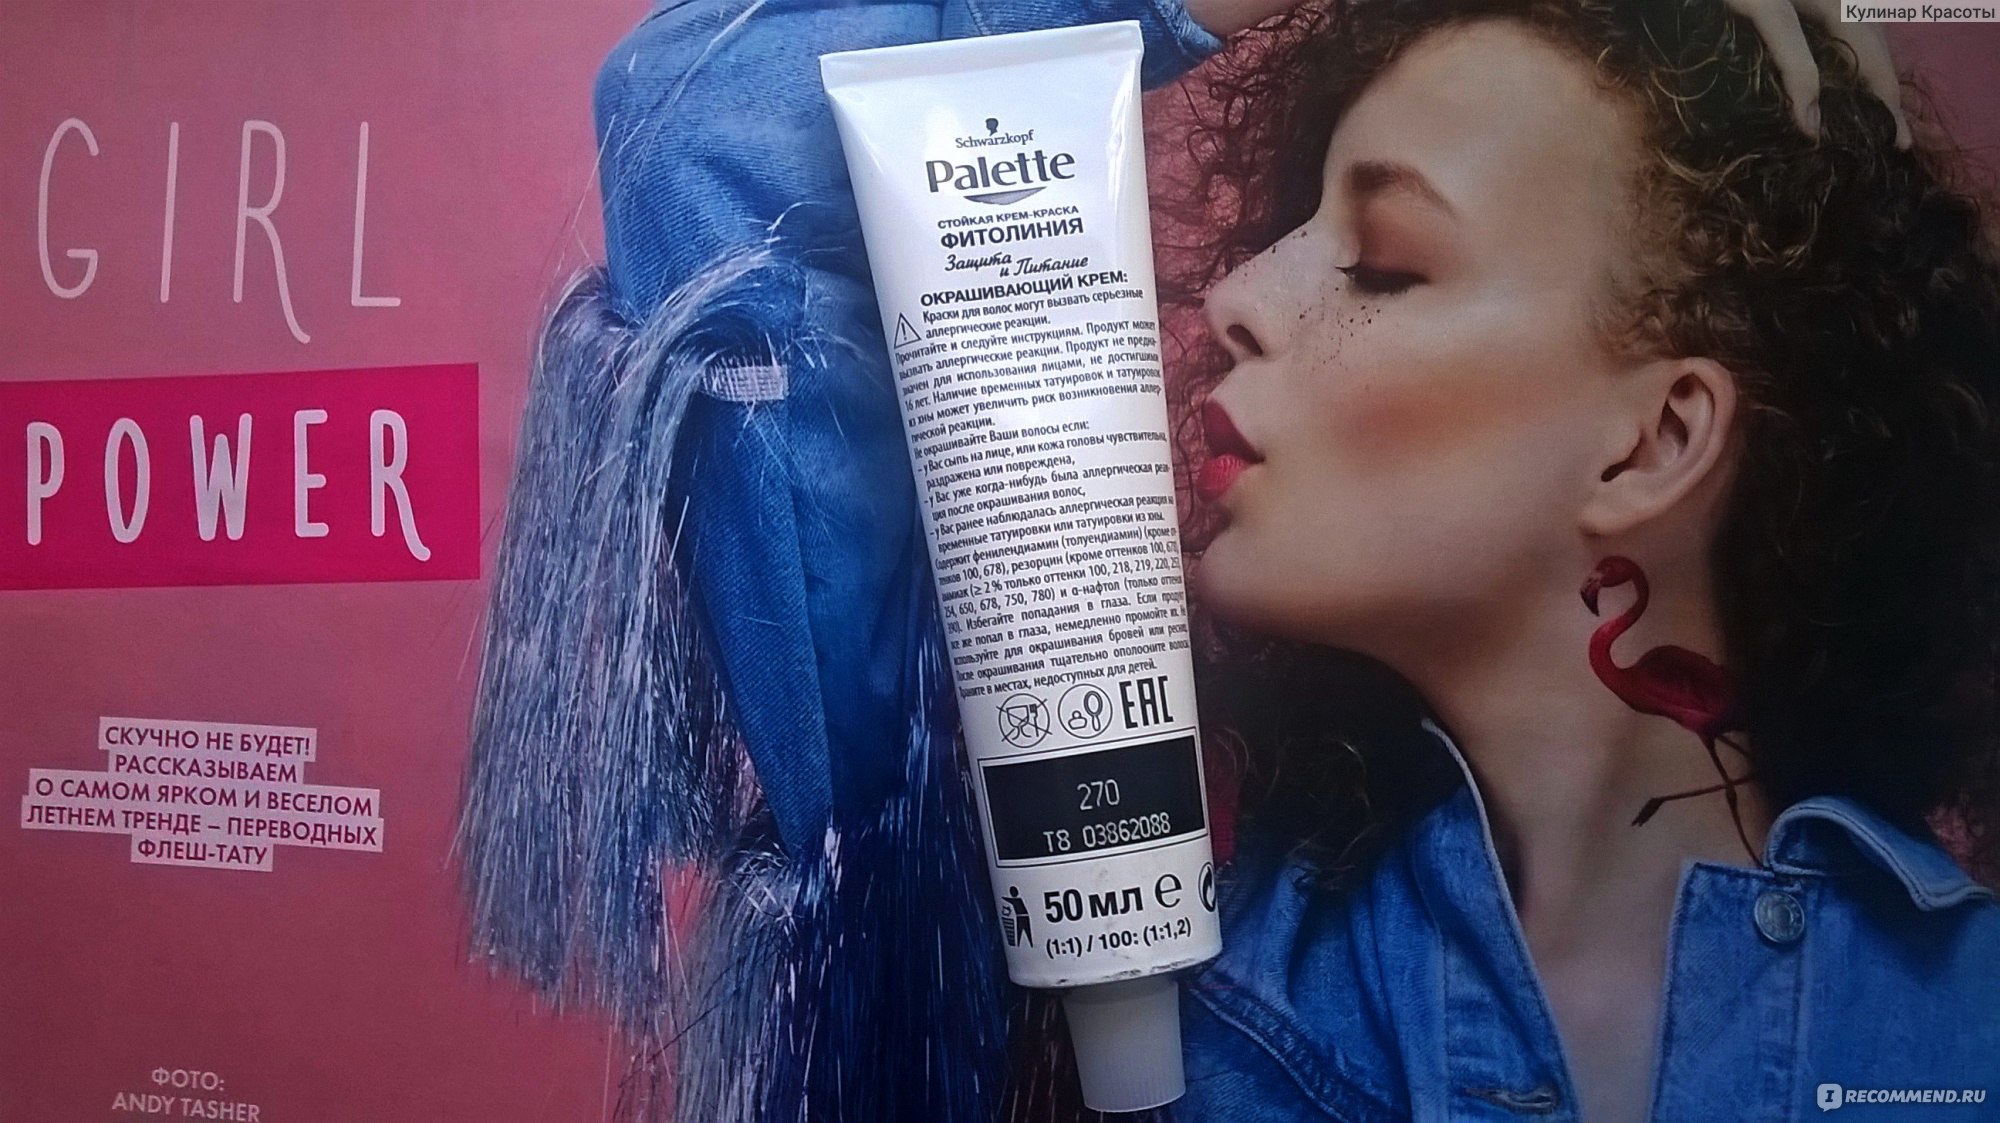 Кулинар Красоты
GIRL
POWER
СКУЧНО НЕ БУДЕТ!
РАССКАЗЫВАЕМ
О САМОМ ЯРКОМ И ВЕСЕЛОМ
ЛЕТНЕМ ТРЕНДЕ – ПЕРЕВОДНЫХ
ФЛЕШ-ТАТУ
ФОТО:
ANDY TASHER
Schwarzkopf
Palette
СТОЙКАЯ КРЕМ-КРАСКА
ФИТОЛИНИЯ
Защита
и Питание
ОКРАШИВАЮЩИЙ КРЕМ:
Краски для волос могут вызвать серьезные
аллергические реакции.
Прочитайте и следуйте инструкциям. Продукт может
вызвать аллергические реакции. Продукт не предна-
значен для использования лицами, не достигшими
16 лет. Наличие временных татуировок и татуировок
из хны может увеличить риск возникновения аллер-
гической реакции.
Не окрашивайте Ваши волосы если:
- у Вас сыпь на лице, или кожа головы чувствительна,
раздражена или повреждена,
- у Вас уже когда-нибудь была аллергическая реак-
ция после окрашивания волос,
- у Вас ранее наблюдалась аллергическая реакция на
временные татуировки или татуировки из хны.
Содержит фенилендиамин (толуендиамин) (кроме от-
тенков 100, 678), резорцин (кроме оттенков 100, 678),
аммиак (≥ 2 % только оттенки 100, 218, 219, 220,
254, 650, 678, 750, 780) и α-нафтол (только оттенок
390). Избегайте попадания в глаза. Если продукт
все же попал в глаза, немедленно промойте их. Не
используйте для окрашивания бровей или ресниц.
После окрашивания тщательно ополосните волосы.
Храните в местах, недоступных для детей.
EAC
270
T8 03862088
50 мл e
(1:1) / 100: (1:1,2)
IRECOMMEND.RU